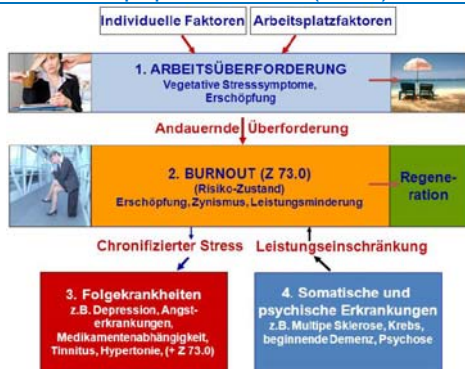 Individuelle Faktoren
Arbeitsplatzfaktoren
1. ARBEITSÜBERFORDERUNG
Vegetative Stresssymptome,
Erschöpfung
Andauernde Überforderung
2. BURNOUT (Z 73.0)
(Risiko-Zustand)
Erschöpfung, Zynismus, Leistungsminderung
Regene-
ration
Chronifizierter Stress
Leistungseinschränkung
3. Folgekrankheiten
z.B. Depression, Angst-
erkrankungen,
Medikamentenabhängigkeit,
Tinnitus, Hypertonie, (+ Z 73.0)
4. Somatische und
psychische Erkrankungen
z.B. Multipe Sklerose, Krebs,
beginnende Demenz, Psychose